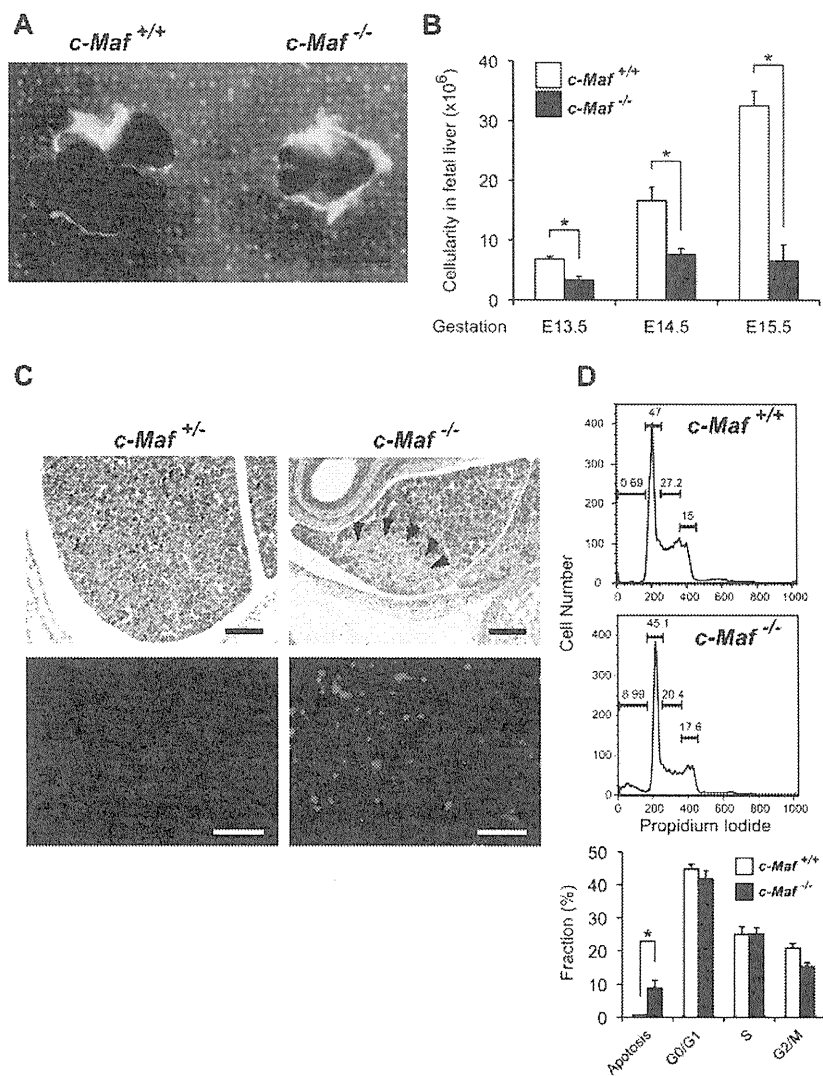 A
c-Maf +/+
c-Maf -/-
B
Cellularity in fetal liver (x10⁶)
40
30
20
10
0
c-Maf +/+
c-Maf -/-
*
*
*
Gestation
E13.5
E14.5
E15.5
C
c-Maf +/-
c-Maf -/-
D
Cell Number
400
300
200
100
0
c-Maf +/+
47
0 69
27.2
15
0
200
400
600
800
1000
400
300
200
100
0
c-Maf -/-
45.1
8 99
20.4
17.6
0
200
400
600
800
1000
Propidium Iodide
Fraction (%)
50
40
30
20
10
0
c-Maf +/+
c-Maf -/-
*
Apotosis
G0/G1
S
G2/M